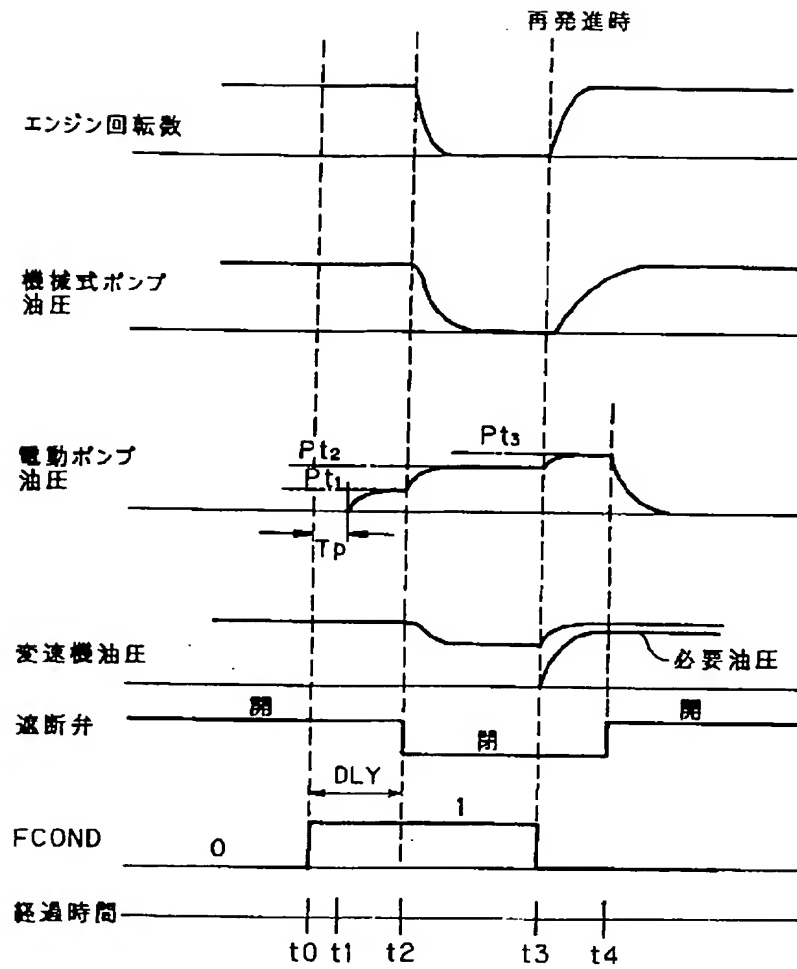 再発進時
エンジン回転数
機械式ポンプ
油圧
電動ポンプ
油圧
Pt2
Pt1
Pt3
Tp
変速機油圧
必要油圧
遮断弁
開
閉
開
DLY
FCOND
0
1
経過時間
t0 t1 t2 t3 t4